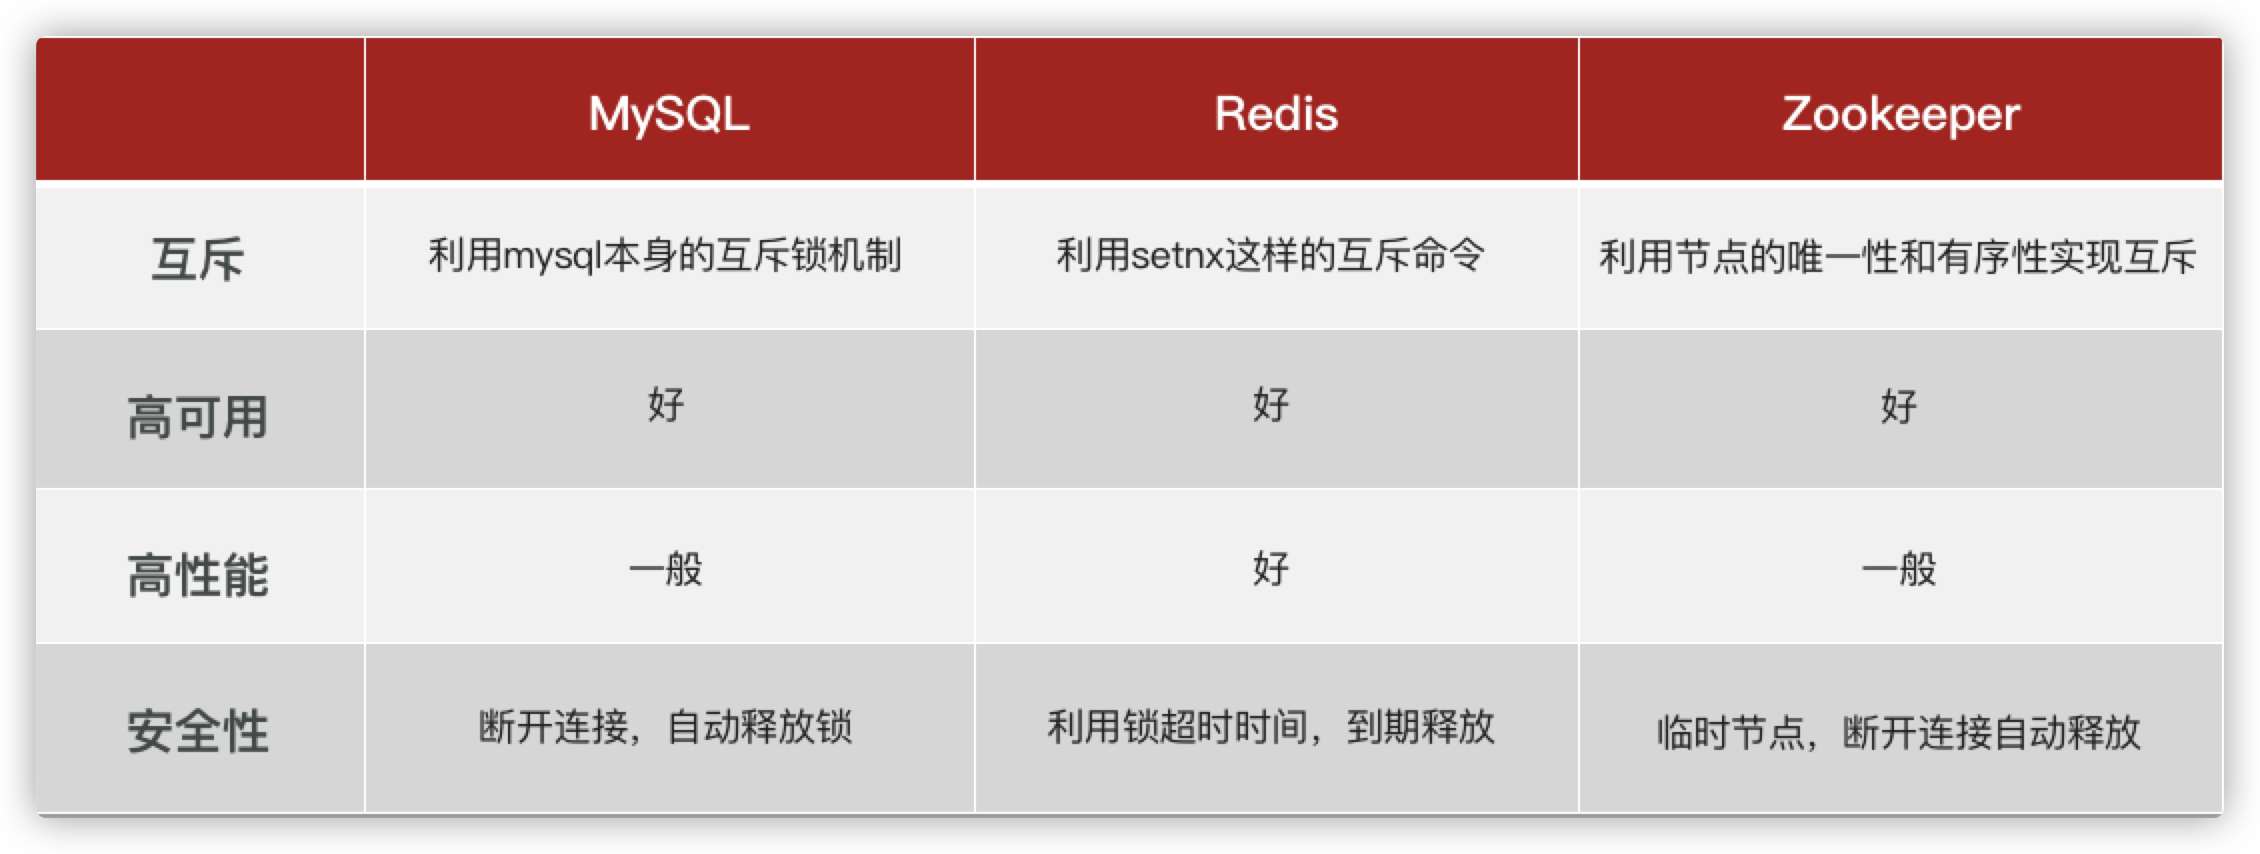 MySQL Redis Zookeeper
互斥 利用mysql本身的互斥锁机制 利用setnx这样的互斥命令 利用节点的唯一性和有序性实现互斥
高可用 好 好 好
高性能 一般 好 一般
安全性 断开连接，自动释放锁 利用锁超时时间，到期释放 临时节点，断开连接自动释放